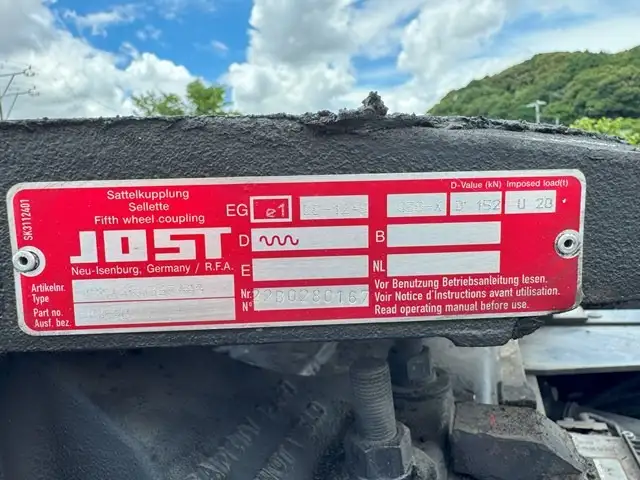 Sattelkupplung
Sellette
Fifth wheel coupling
JOST
Neu-Isenburg, Germany / R.F.A.
SK3112401
D-Value (kN) Imposed load(t)
EG e1 D 152 U 20
D B
E NL
Artikelnr.
Type
Part no.
Ausf. bez.
Nr.
N°
Vor Benutzung Betriebsanleitung lesen.
Voir Notice d'Instructions avant utilisation.
Read operating manual before use.